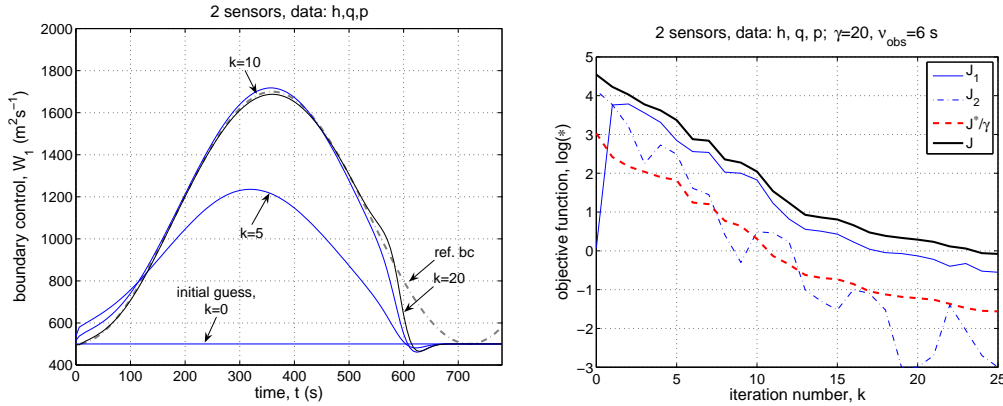 2 sensors, data: h,q,p
boundary control, W₁ (m²s⁻¹)
2000
1800
1600
1400
1200
1000
800
600
400
k=10
k=5
ref. bc
k=20
initial guess,
k=0
0 100 200 300 400 500 600 700
time, t (s)
2 sensors, data: h, q, p; γ=20, ν_obs=6 s
objective function, log(*)
5
4
3
2
1
0
−1
−2
−3
J₁
J₂
J*/γ
J
0 5 10 15 20 25
iteration number, k